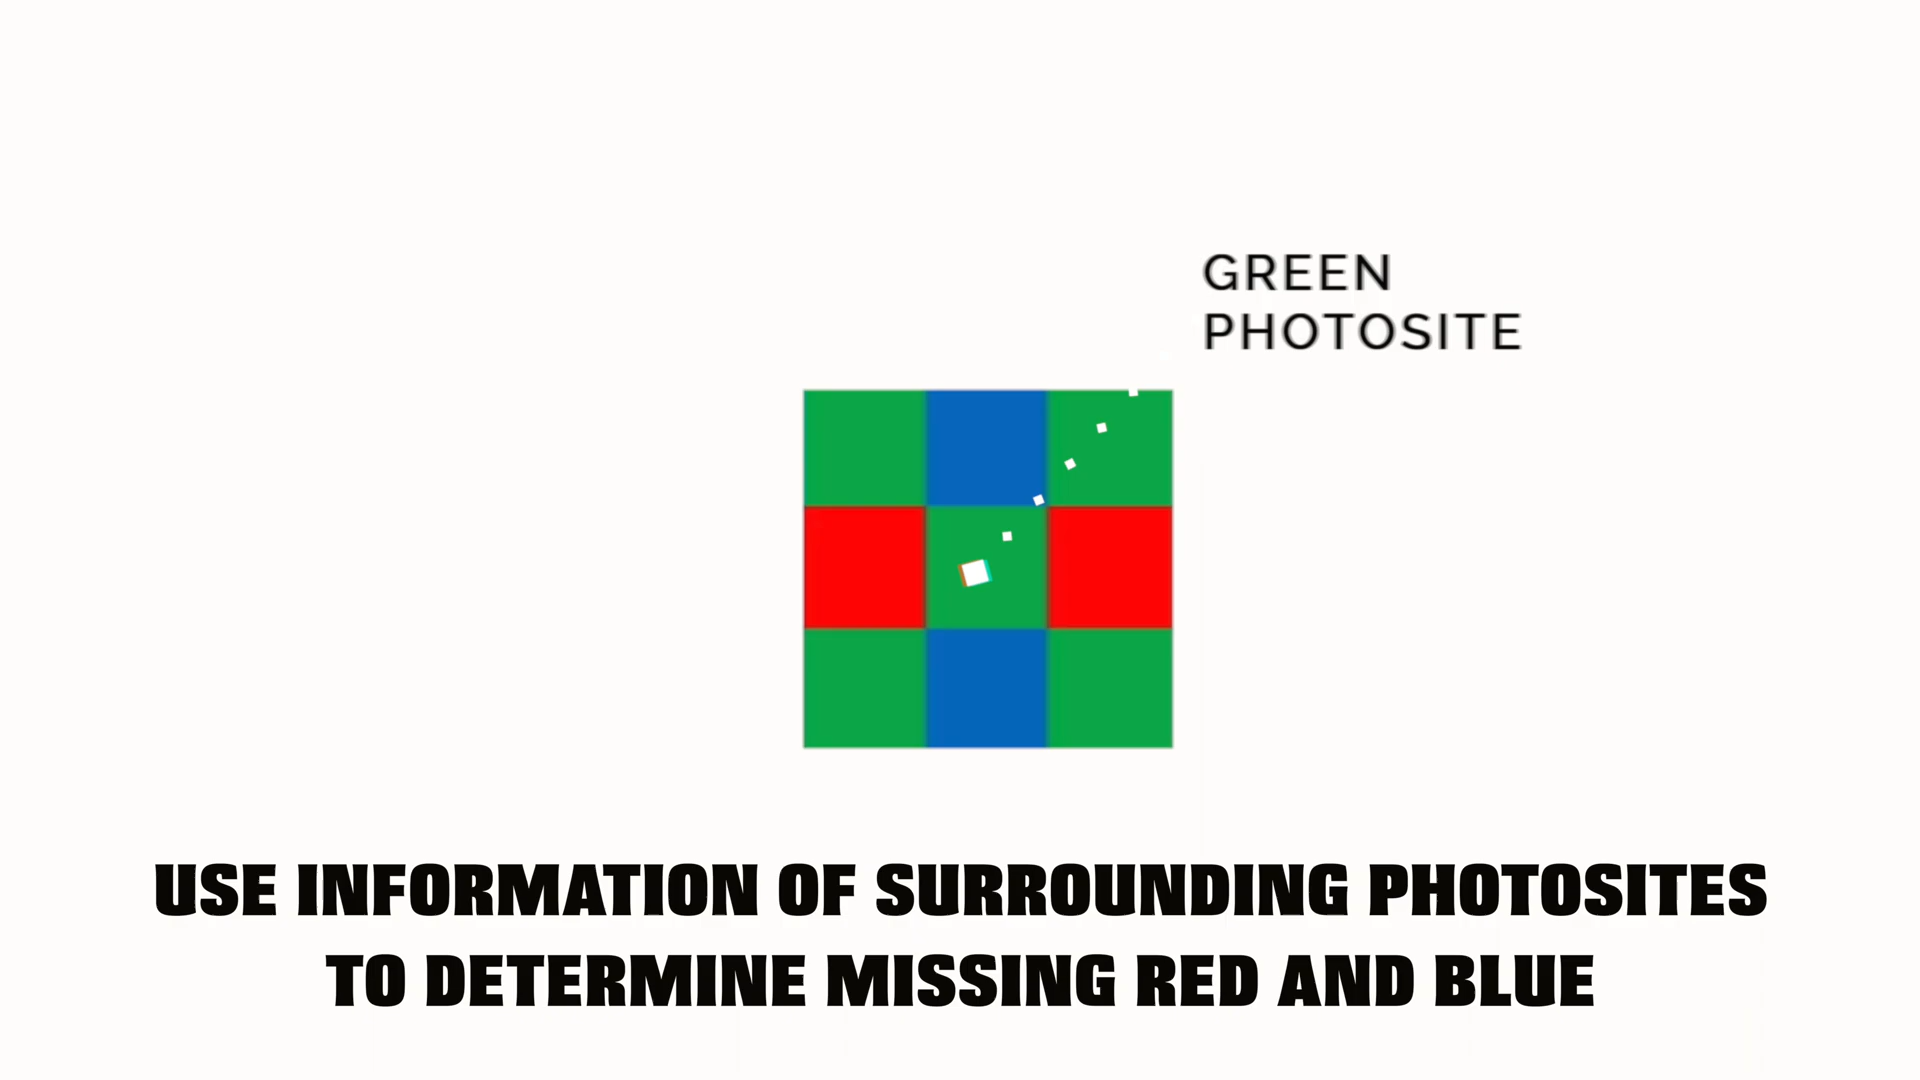 GREEN
PHOTOSITE
USE INFORMATION OF SURROUNDING PHOTOSITES
TO DETERMINE MISSING RED AND BLUE